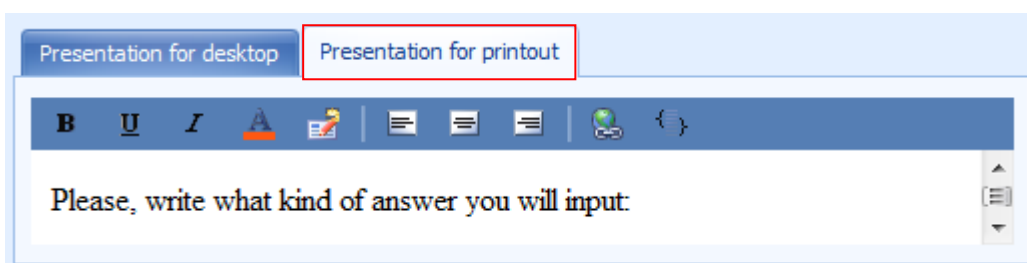 Presentation for desktop Presentation for printout
B U I A
Please, write what kind of answer you will input: